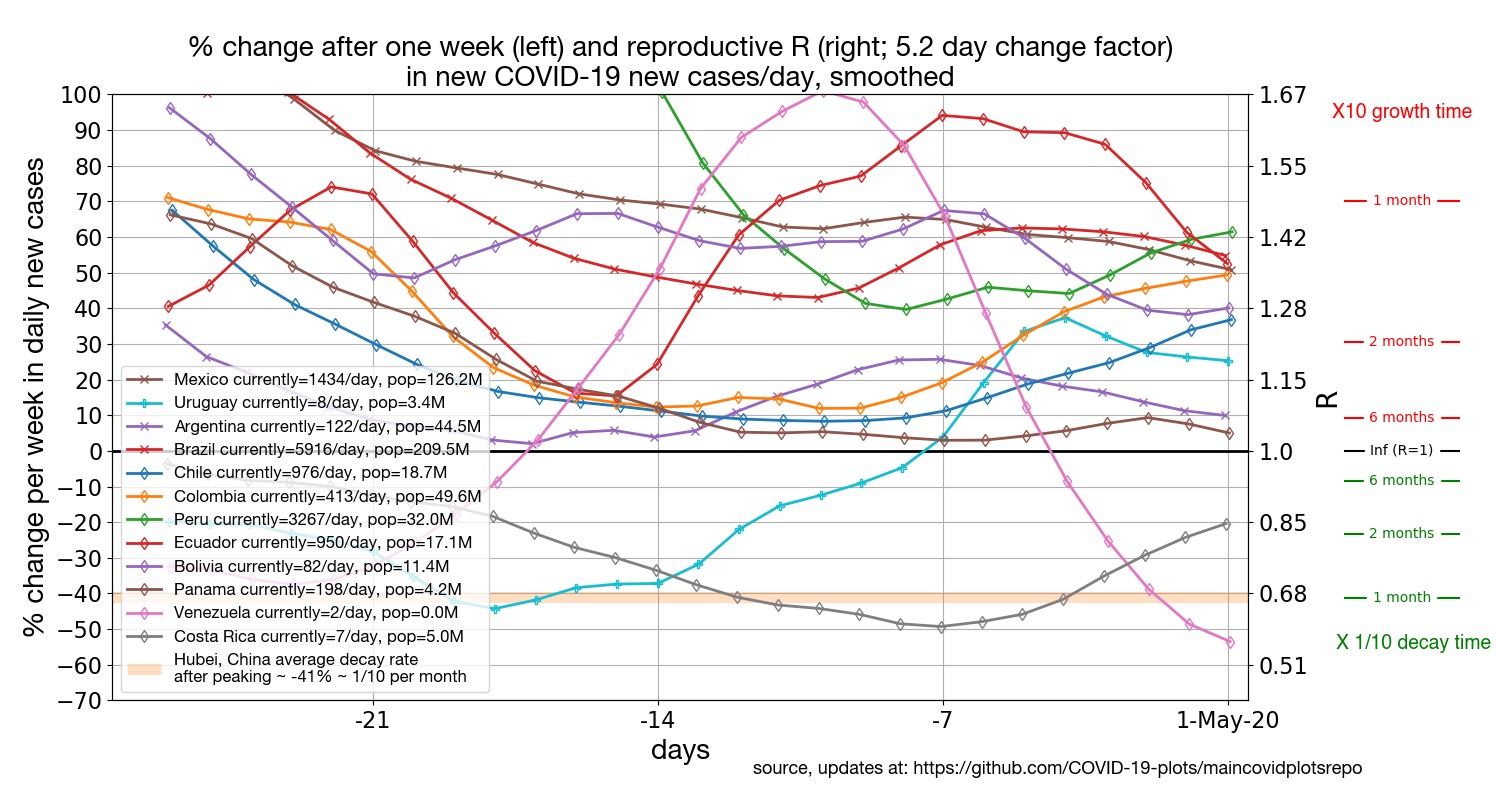 % change after one week (left) and reproductive R (right; 5.2 day change factor)
in new COVID-19 new cases/day, smoothed
% change per week in daily new cases
100
90
80
70
60
50
40
30
20
10
0
−10
−20
−30
−40
−50
−60
−70
Mexico currently=1434/day, pop=126.2M
Uruguay currently=8/day, pop=3.4M
Argentina currently=122/day, pop=44.5M
Brazil currently=5916/day, pop=209.5M
Chile currently=976/day, pop=18.7M
Colombia currently=413/day, pop=49.6M
Peru currently=3267/day, pop=32.0M
Ecuador currently=950/day, pop=17.1M
Bolivia currently=82/day, pop=11.4M
Panama currently=198/day, pop=4.2M
Venezuela currently=2/day, pop=0.0M
Costa Rica currently=7/day, pop=5.0M
Hubei, China average decay rate
after peaking ~ -41% ~ 1/10 per month
-21
-14
-7
1-May-20
days
1.67
1.55
1.42
1.28
1.15
1.0
0.85
0.68
0.51
R
X10 growth time
1 month
2 months
6 months
Inf (R=1)
6 months
2 months
1 month
X 1/10 decay time
source, updates at: https://github.com/COVID-19-plots/maincovidplotsrepo